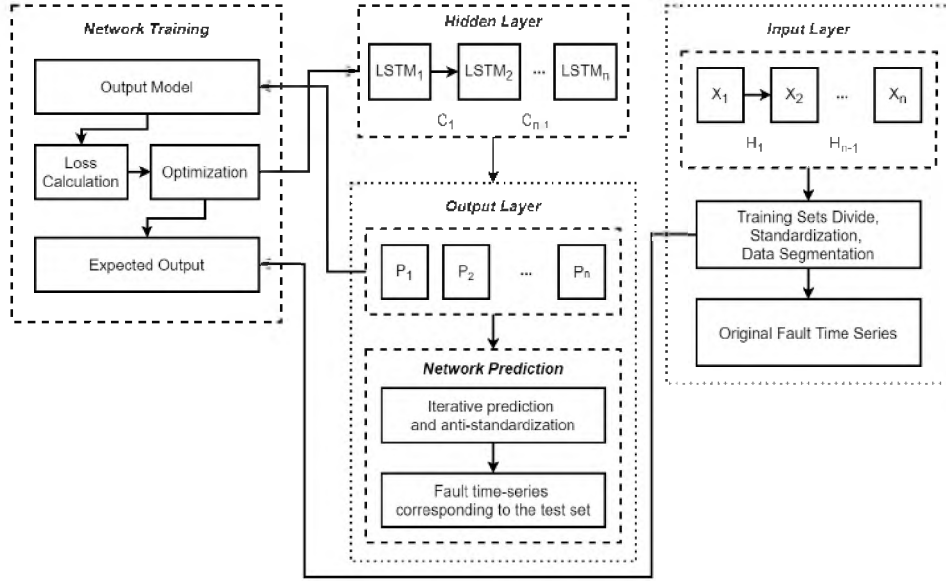 Network Training
Output Model
Loss
Calculation
Optimization
Expected Output
Hidden Layer
LSTM1
LSTM2
...
LSTMn
C1
Cn-1
Output Layer
P1
P2
...
Pn
Network Prediction
Iterative prediction
and anti-standardization
Fault time-series
corresponding to the test set
Input Layer
X1
X2
...
Xn
H1
Hn-1
Training Sets Divide,
Standardization,
Data Segmentation
Original Fault Time Series